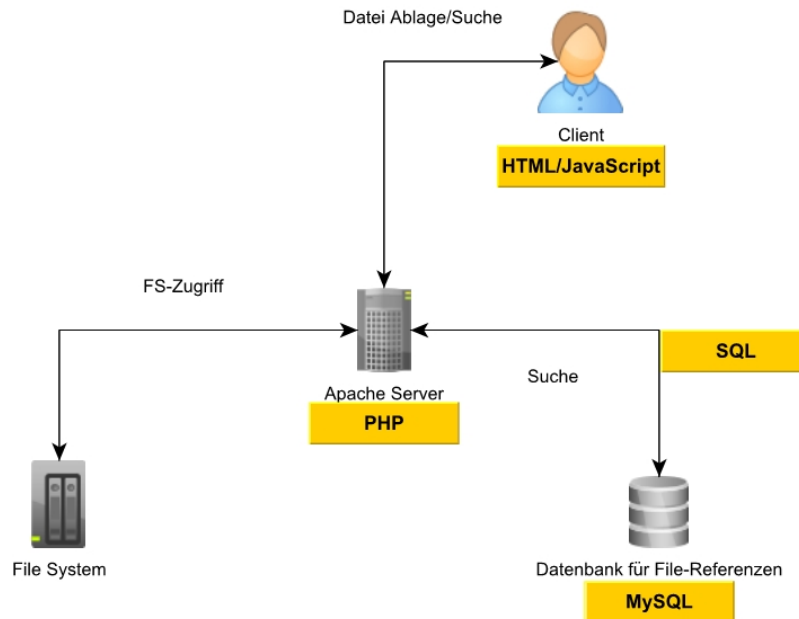 Datei Ablage/Suche
Client
HTML/JavaScript
FS-Zugriff
SQL
Suche
Apache Server
PHP
File System
Datenbank für File-Referenzen
MySQL